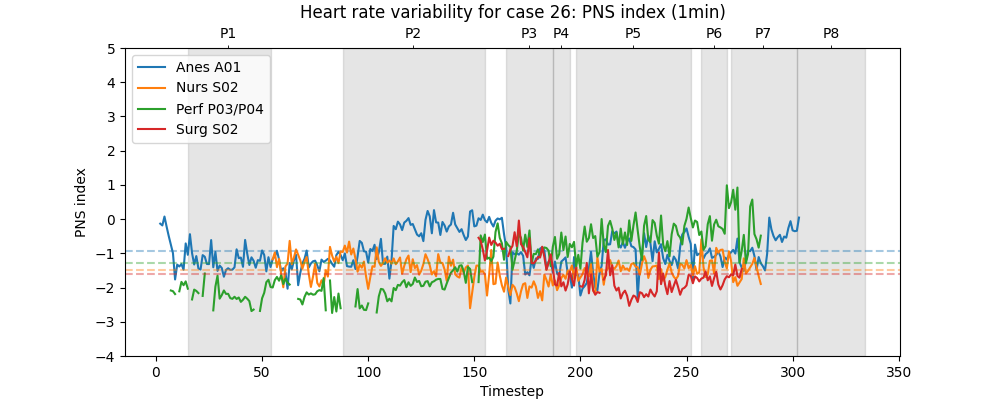 Heart rate variability for case 26: PNS index (1min)
P1 P2 P3 P4 P5 P6 P7 P8
Anes A01
Nurs S02
Perf P03/P04
Surg S02
5
4
3
2
1
0
−1
−2
−3
−4
PNS index
0 50 100 150 200 250 300 350
Timestep